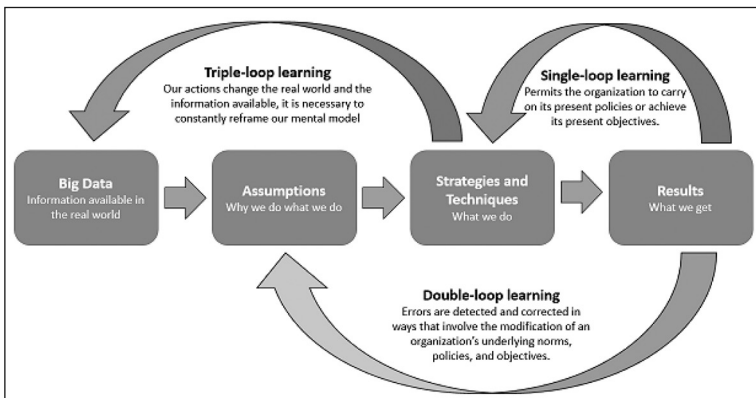 Triple-loop learning
Our actions change the real world and the
information available, it is necessary to
constantly reframe our mental model
Single-loop learning
Permits the organization to carry
on its present policies or achieve
its present objectives.
Big Data
Information available in
the real world
Assumptions
Why we do what we do
Strategies and
Techniques
What we do
Results
What we get
Double-loop learning
Errors are detected and corrected in
ways that involve the modification of an
organization's underlying norms,
policies, and objectives.